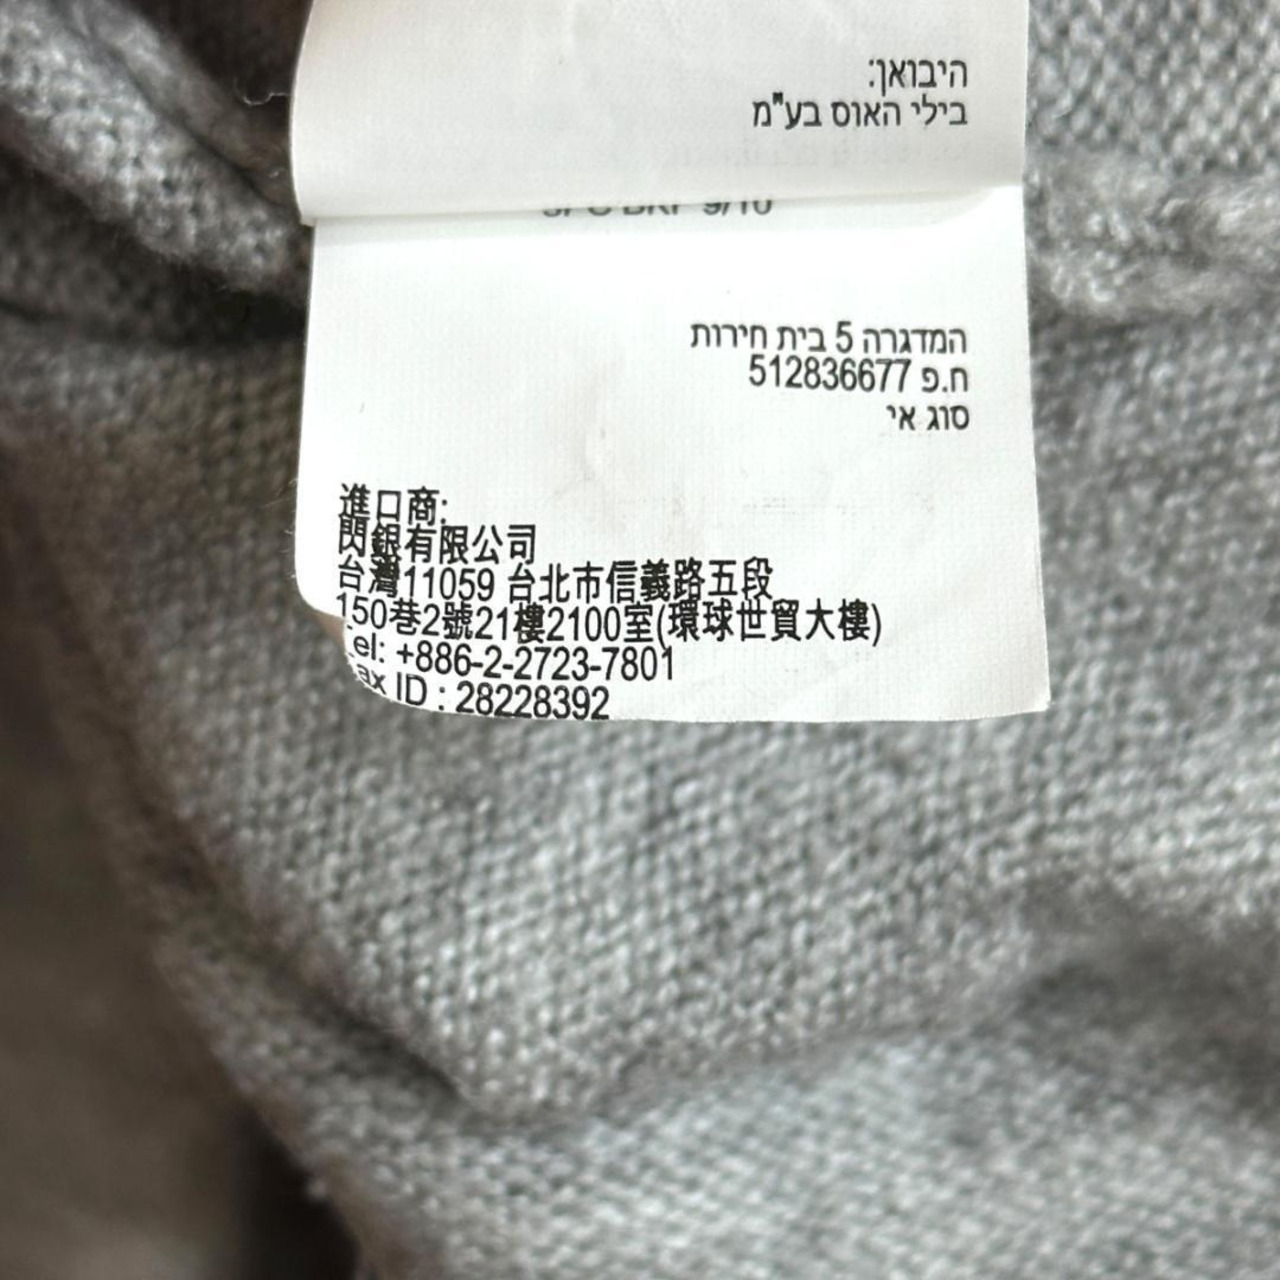 היבואן:
בילי האוס בע"מ
9/10
המדגרה 5 בית חירות
ח.פ 512836677
סוג אי
進口商:
閃銀有限公司
台灣11059 台北市信義路五段
150巷2號21樓2100室(環球世貿大樓)
el: +886-2-2723-7801
ax ID : 28228392